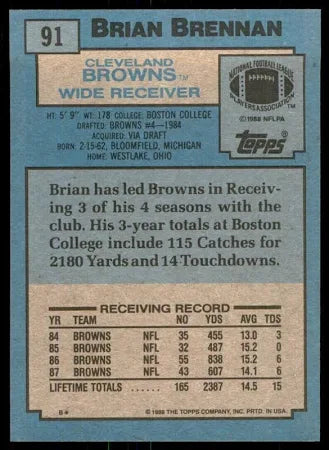 91
BRIAN BRENNAN
CLEVELAND
BROWNS™
WIDE RECEIVER
NATIONAL FOOTBALL LEAGUE
PLAYERS ASSOCIATION
©1988 NFLPA
Topps
HT: 5' 9" WT: 178 COLLEGE: BOSTON COLLEGE
DRAFTED: BROWNS #4—1984
ACQUIRED: VIA DRAFT
BORN: 2-15-62, BLOOMFIELD, MICHIGAN
HOME: WESTLAKE, OHIO
Brian has led Browns in Receiv-
ing 3 of his 4 seasons with the
club. His 3-year totals at Boston
College include 115 Catches for
2180 Yards and 14 Touchdowns.
RECEIVING RECORD
YR TEAM NO YDS AVG TDS
84 BROWNS NFL 35 455 13.0 3
85 BROWNS NFL 32 487 15.2 0
86 BROWNS NFL 55 838 15.2 6
87 BROWNS NFL 43 607 14.1 6
LIFETIME TOTALS ...... 165 2387 14.5 15
B*
© 1988 THE TOPPS COMPANY, INC. PRTD. IN USA.